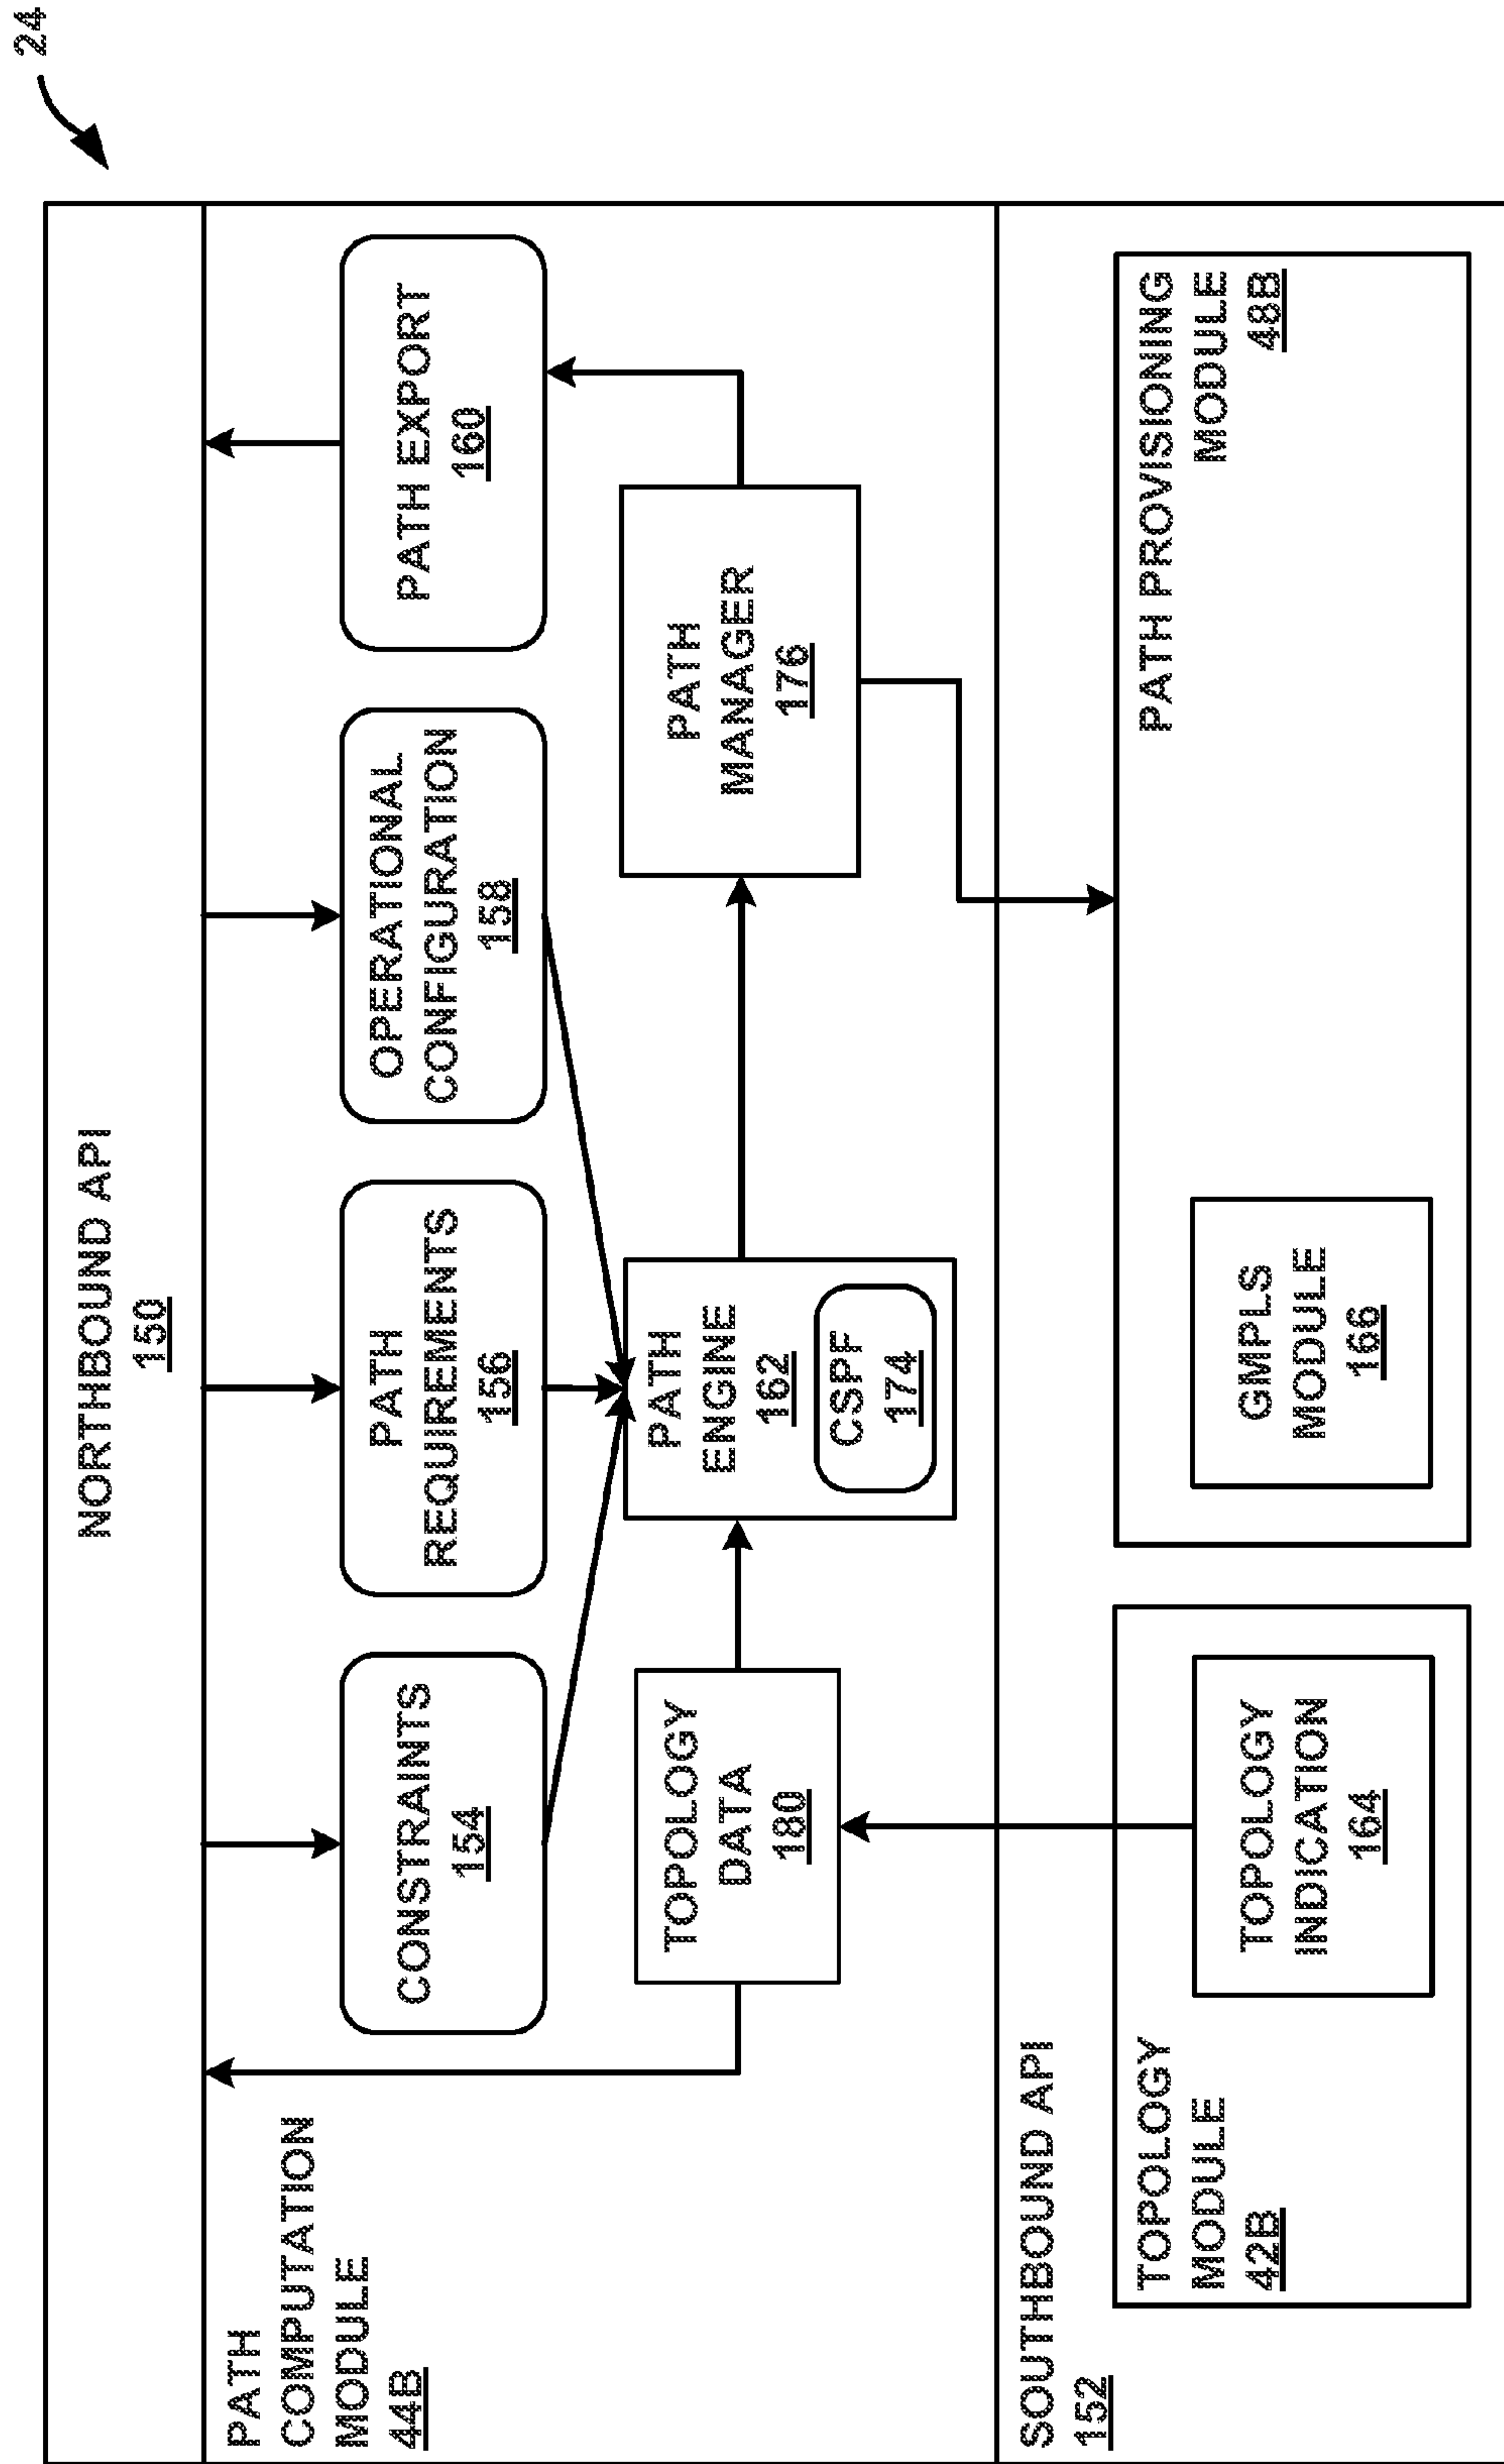 24
NORTHBOUND API
150
PATH
COMPUTATION
MODULE
44B
CONSTRAINTS
154
PATH
REQUIREMENTS
156
OPERATIONAL
CONFIGURATION
158
PATH EXPORT
160
TOPOLOGY
DATA
180
PATH
ENGINE
162
CSPF
174
PATH
MANAGER
176
SOUTHBOUND API
152
TOPOLOGY
MODULE
42B
TOPOLOGY
INDICATION
164
GMPLS
MODULE
166
PATH PROVISIONING
MODULE
48B